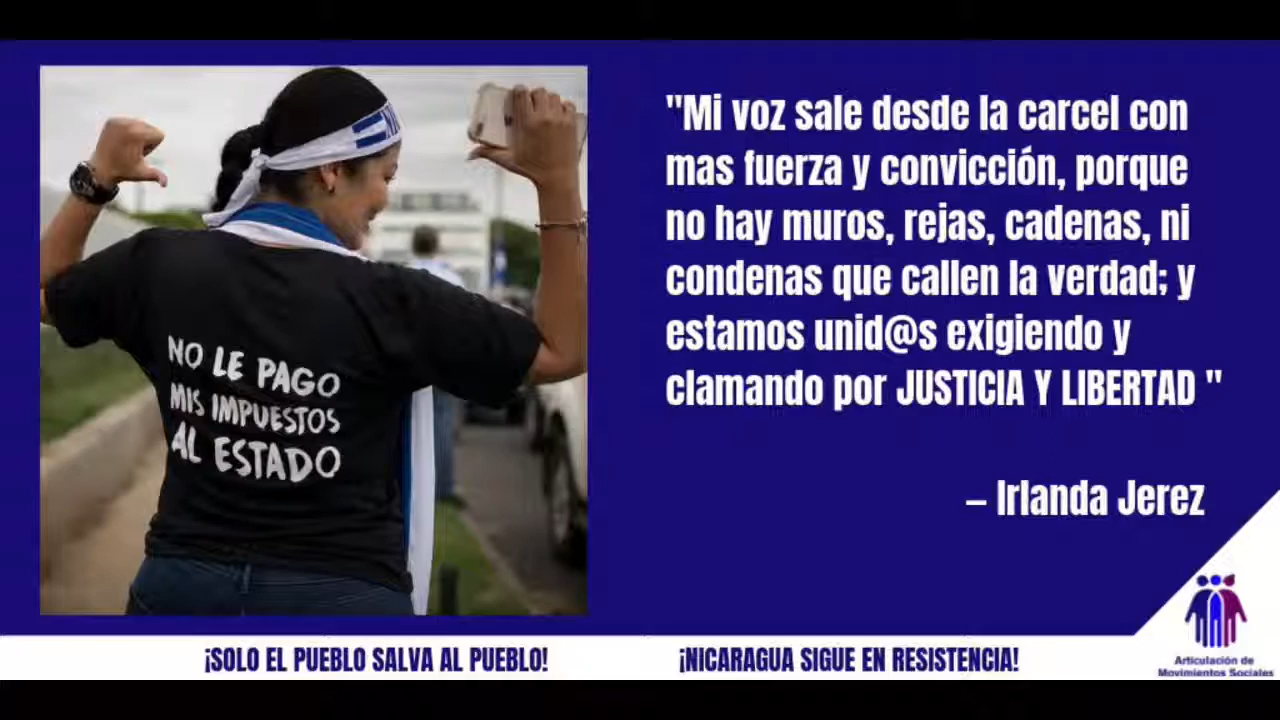 NO LE PAGO
MIS IMPUESTOS
AL ESTADO
"Mi voz sale desde la carcel con
mas fuerza y convicción, porque
no hay muros, rejas, cadenas, ni
condenas que callen la verdad; y
estamos unid@s exigiendo y
clamando por JUSTICIA Y LIBERTAD "
– Irlanda Jerez
¡SOLO EL PUEBLO SALVA AL PUEBLO!
¡NICARAGUA SIGUE EN RESISTENCIA!
Articulación de
Movimientos Sociales